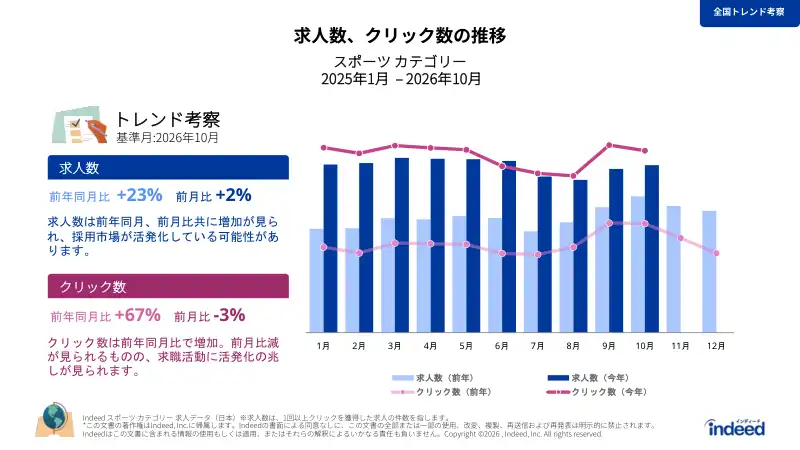 全国トレンド考察
求人数、クリック数の推移
スポーツ カテゴリー
2025年1月 – 2026年10月
トレンド考察
基準月:2026年10月
求人数
前年同月比 +23% 前月比 +2%
求人数は前年同月、前月比共に増加が見ら
れ、採用市場が活発化している可能性があ
ります。
クリック数
前年同月比 +67% 前月比 -3%
クリック数は前年同月比で増加。前月比減
が見られるものの、求職活動に活発化の兆
しが見られます。
1月 2月 3月 4月 5月 6月 7月 8月 9月 10月 11月 12月
求人数（前年） 求人数（今年）
クリック数（前年） クリック数（今年）
Indeed スポーツ カテゴリー 求人データ（日本）※求人数は、1回以上クリックを獲得した求人の件数を指します。
*この文書の著作権はIndeed, Inc.に帰属します。Indeedの書面による同意なしに、この文書の全部または一部の使用、改変、複製、再送信および再発表は明示的に禁止されます。
Indeedはこの文書に含まれる情報の使用もしくは適用、またはそれらの解釈によるいかなる責任も負いません。Copyright ©2026 , Indeed, Inc. All rights reserved.
インディード
indeed